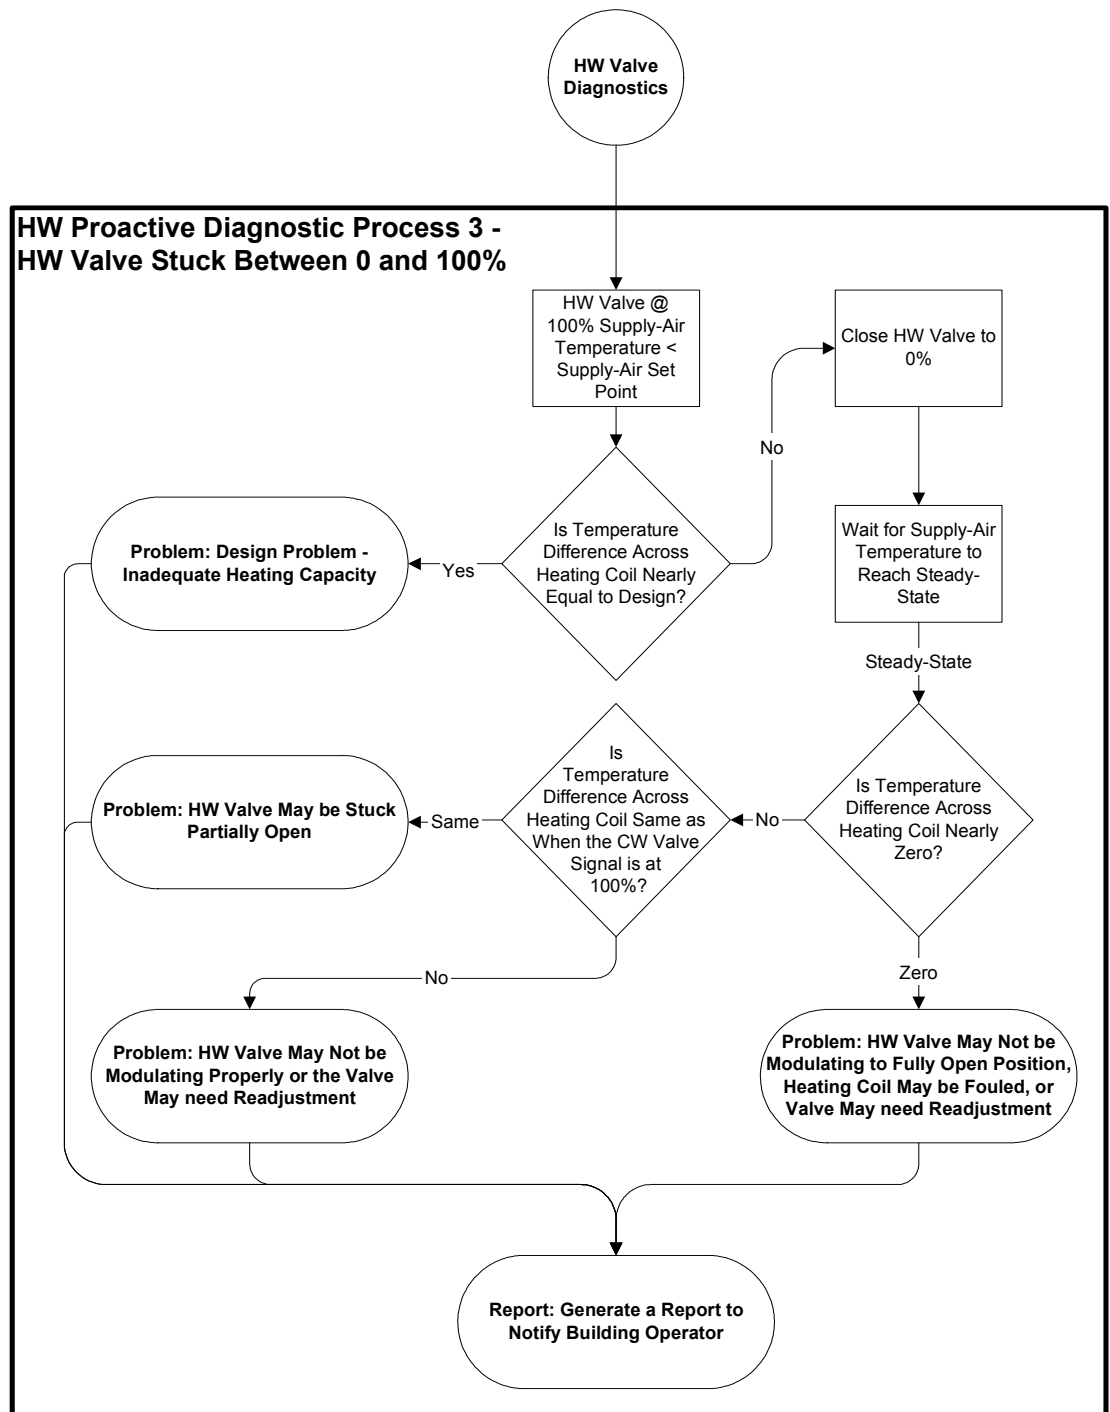 HW Valve
Diagnostics
HW Proactive Diagnostic Process 3 -
HW Valve Stuck Between 0 and 100%
HW Valve @
100% Supply-Air
Temperature <
Supply-Air Set
Point
Close HW Valve to
0%
No
Is Temperature
Difference Across
Heating Coil Nearly
Equal to Design?
Yes
Problem: Design Problem -
Inadequate Heating Capacity
Wait for Supply-Air
Temperature to
Reach Steady-
State
Steady-State
Is Temperature
Difference Across
Heating Coil Nearly
Zero?
No
Is
Temperature
Difference Across
Heating Coil Same as
When the CW Valve
Signal is at
100%?
Same
Problem: HW Valve May be Stuck
Partially Open
No
Zero
Problem: HW Valve May Not be
Modulating Properly or the Valve
May need Readjustment
Problem: HW Valve May Not be
Modulating to Fully Open Position,
Heating Coil May be Fouled, or
Valve May need Readjustment
Report: Generate a Report to
Notify Building Operator